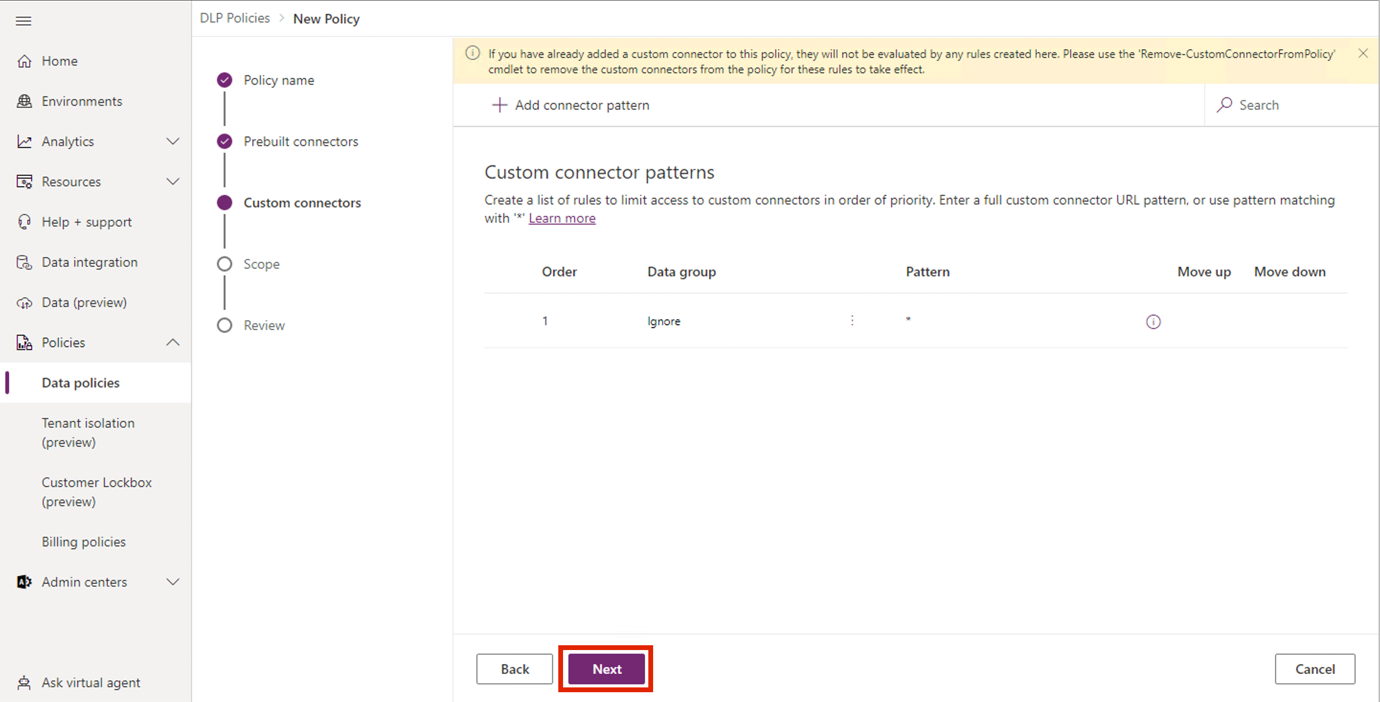 DLP Policies > New Policy
Home
Environments
Analytics
Resources
Help + support
Data integration
Data (preview)
Policies
Data policies
Tenant isolation
(preview)
Customer Lockbox
(preview)
Billing policies
Admin centers
Ask virtual agent
Policy name
Prebuilt connectors
Custom connectors
Scope
Review
If you have already added a custom connector to this policy, they will not be evaluated by any rules created here. Please use the 'Remove-CustomConnectorFromPolicy'
cmdlet to remove the custom connectors from the policy for these rules to take effect.
Add connector pattern
Search
Custom connector patterns
Create a list of rules to limit access to custom connectors in order of priority. Enter a full custom connector URL pattern, or use pattern matching
with '*' Learn more
Order Data group Pattern Move up Move down
1 Ignore *
Back Next Cancel